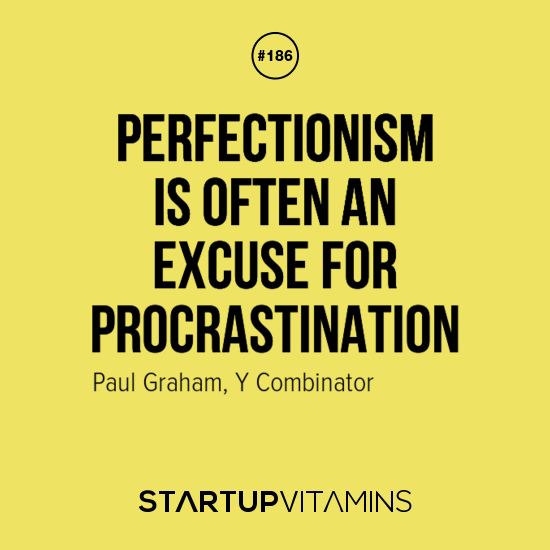 #186
PERFECTIONISM
IS OFTEN AN
EXCUSE FOR
PROCRASTINATION
Paul Graham, Y Combinator
STARTUPVITAMINS